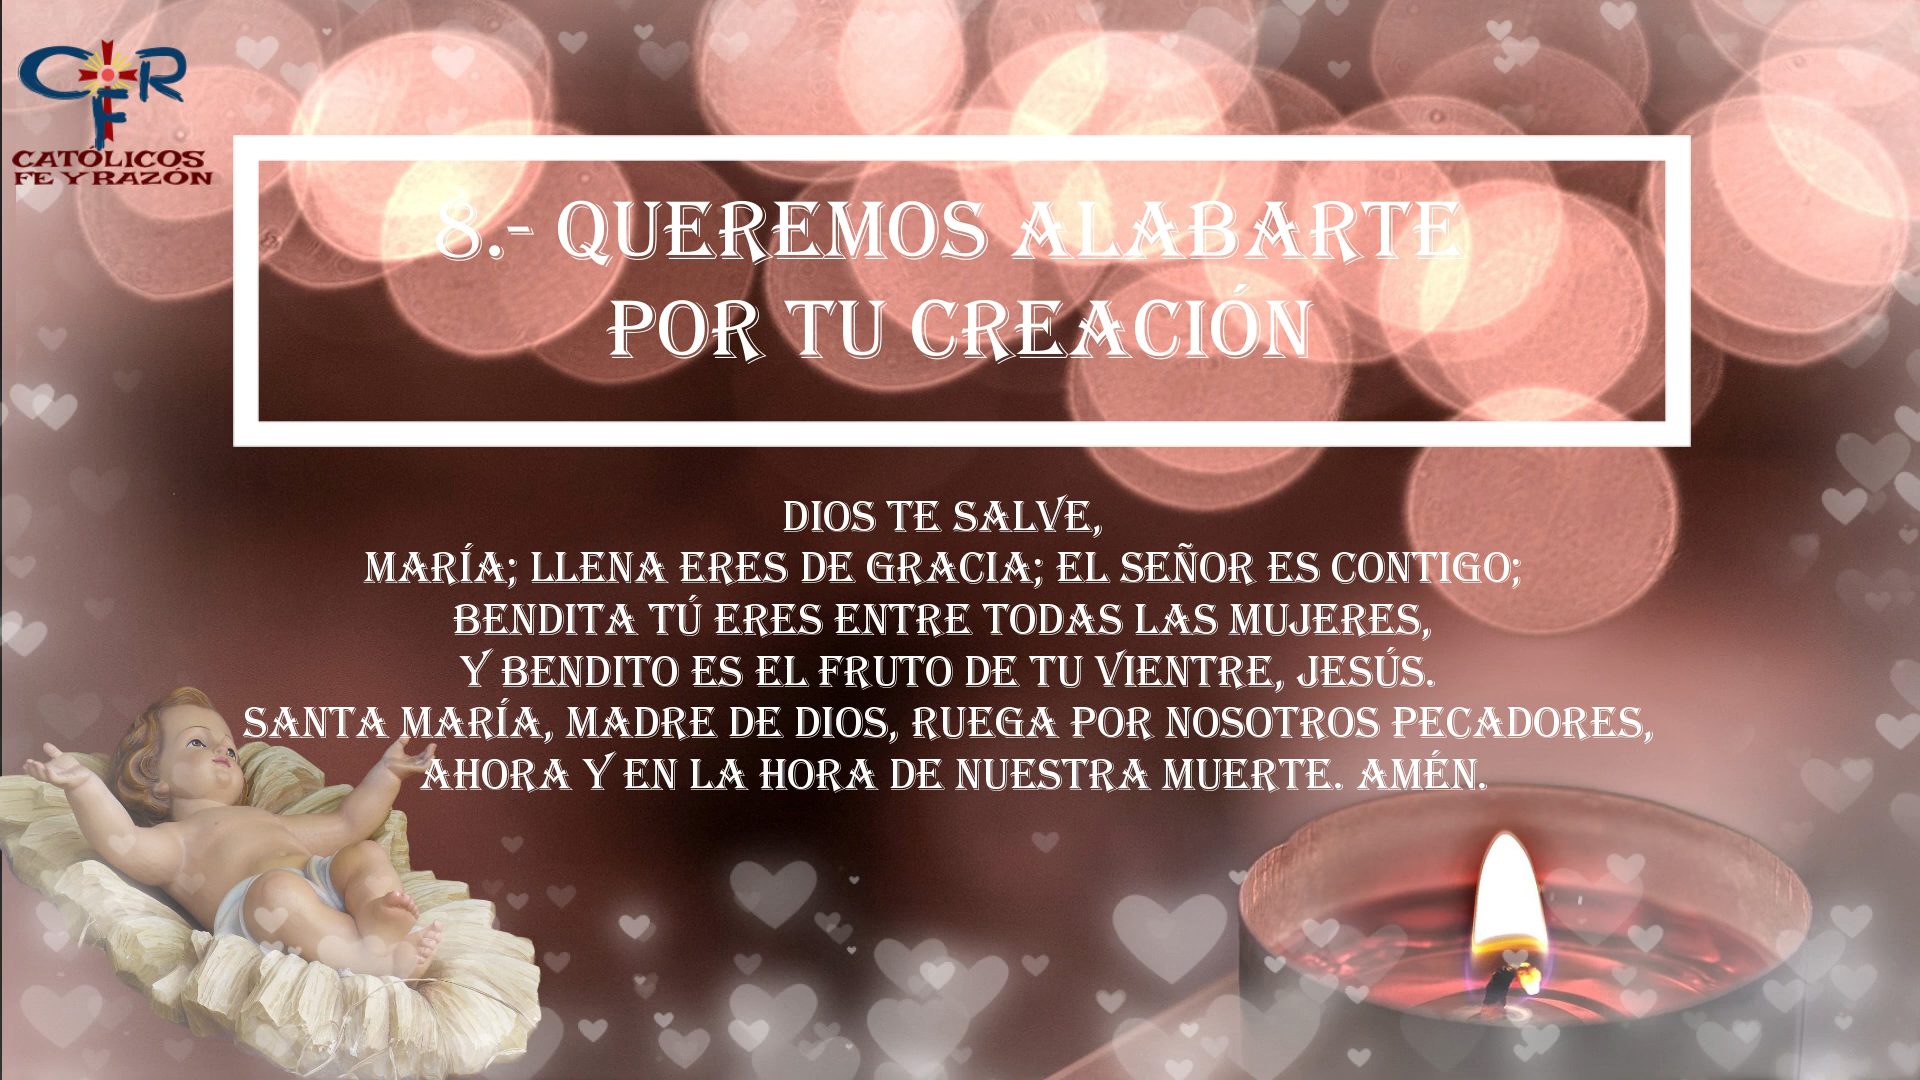 CFR
CATÓLICOS
FE Y RAZÓN
8.- QUEREMOS ALABARTE
POR TU CREACIÓN
DIOS TE SALVE,
MARÍA; LLENA ERES DE GRACIA; EL SEÑOR ES CONTIGO;
BENDITA TÚ ERES ENTRE TODAS LAS MUJERES,
Y BENDITO ES EL FRUTO DE TU VIENTRE, JESÚS.
SANTA MARÍA, MADRE DE DIOS, RUEGA POR NOSOTROS PECADORES,
AHORA Y EN LA HORA DE NUESTRA MUERTE. AMÉN.